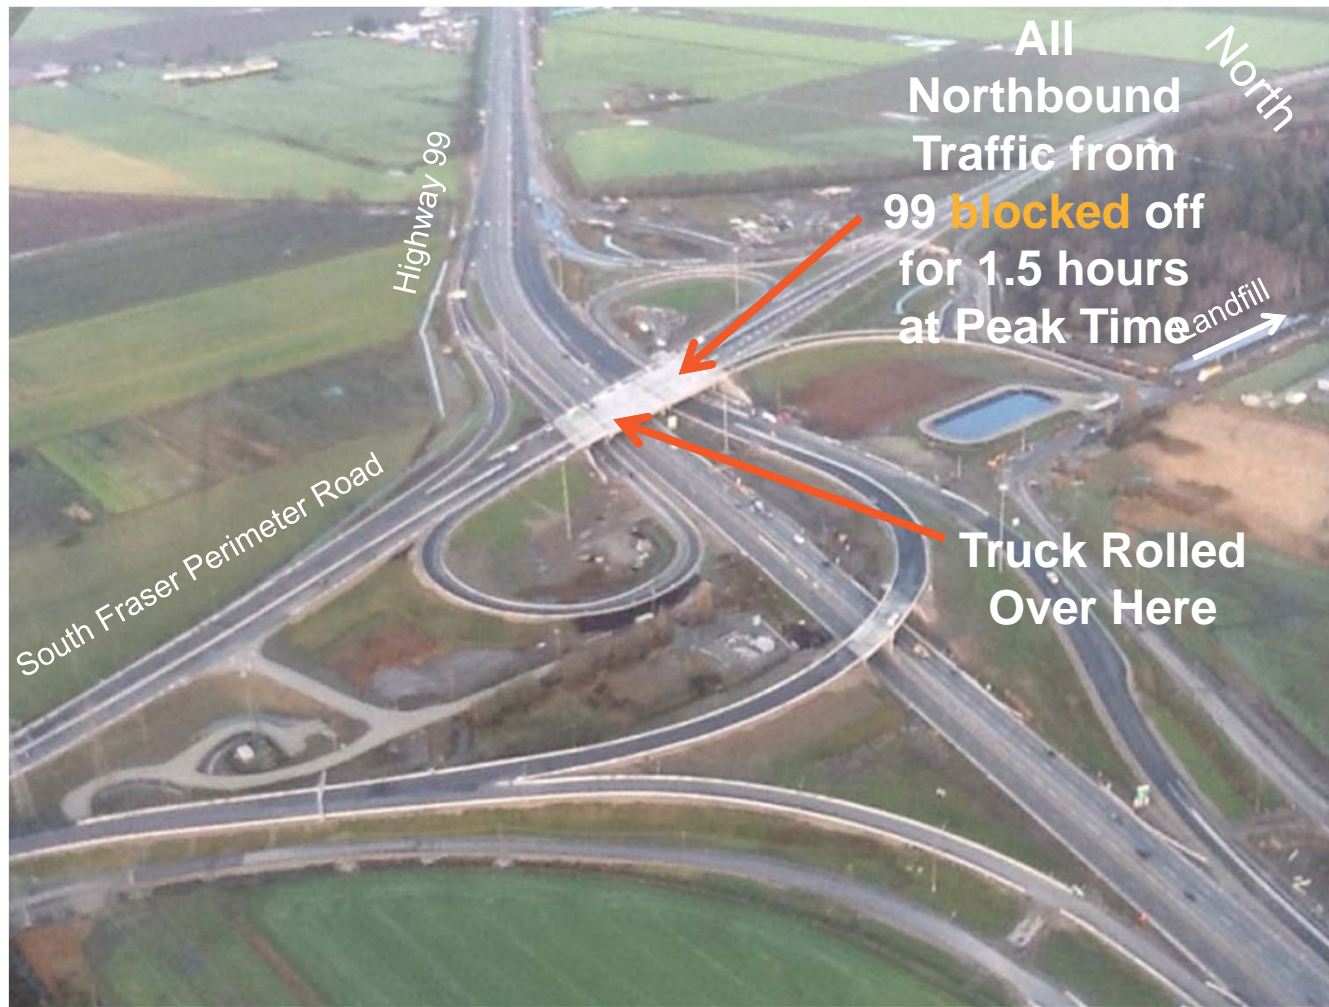 All
Northbound
Traffic from
99 blocked off
for 1.5 hours
at Peak Time
North
Highway 99
Landfill
South Fraser Perimeter Road
Truck Rolled
Over Here